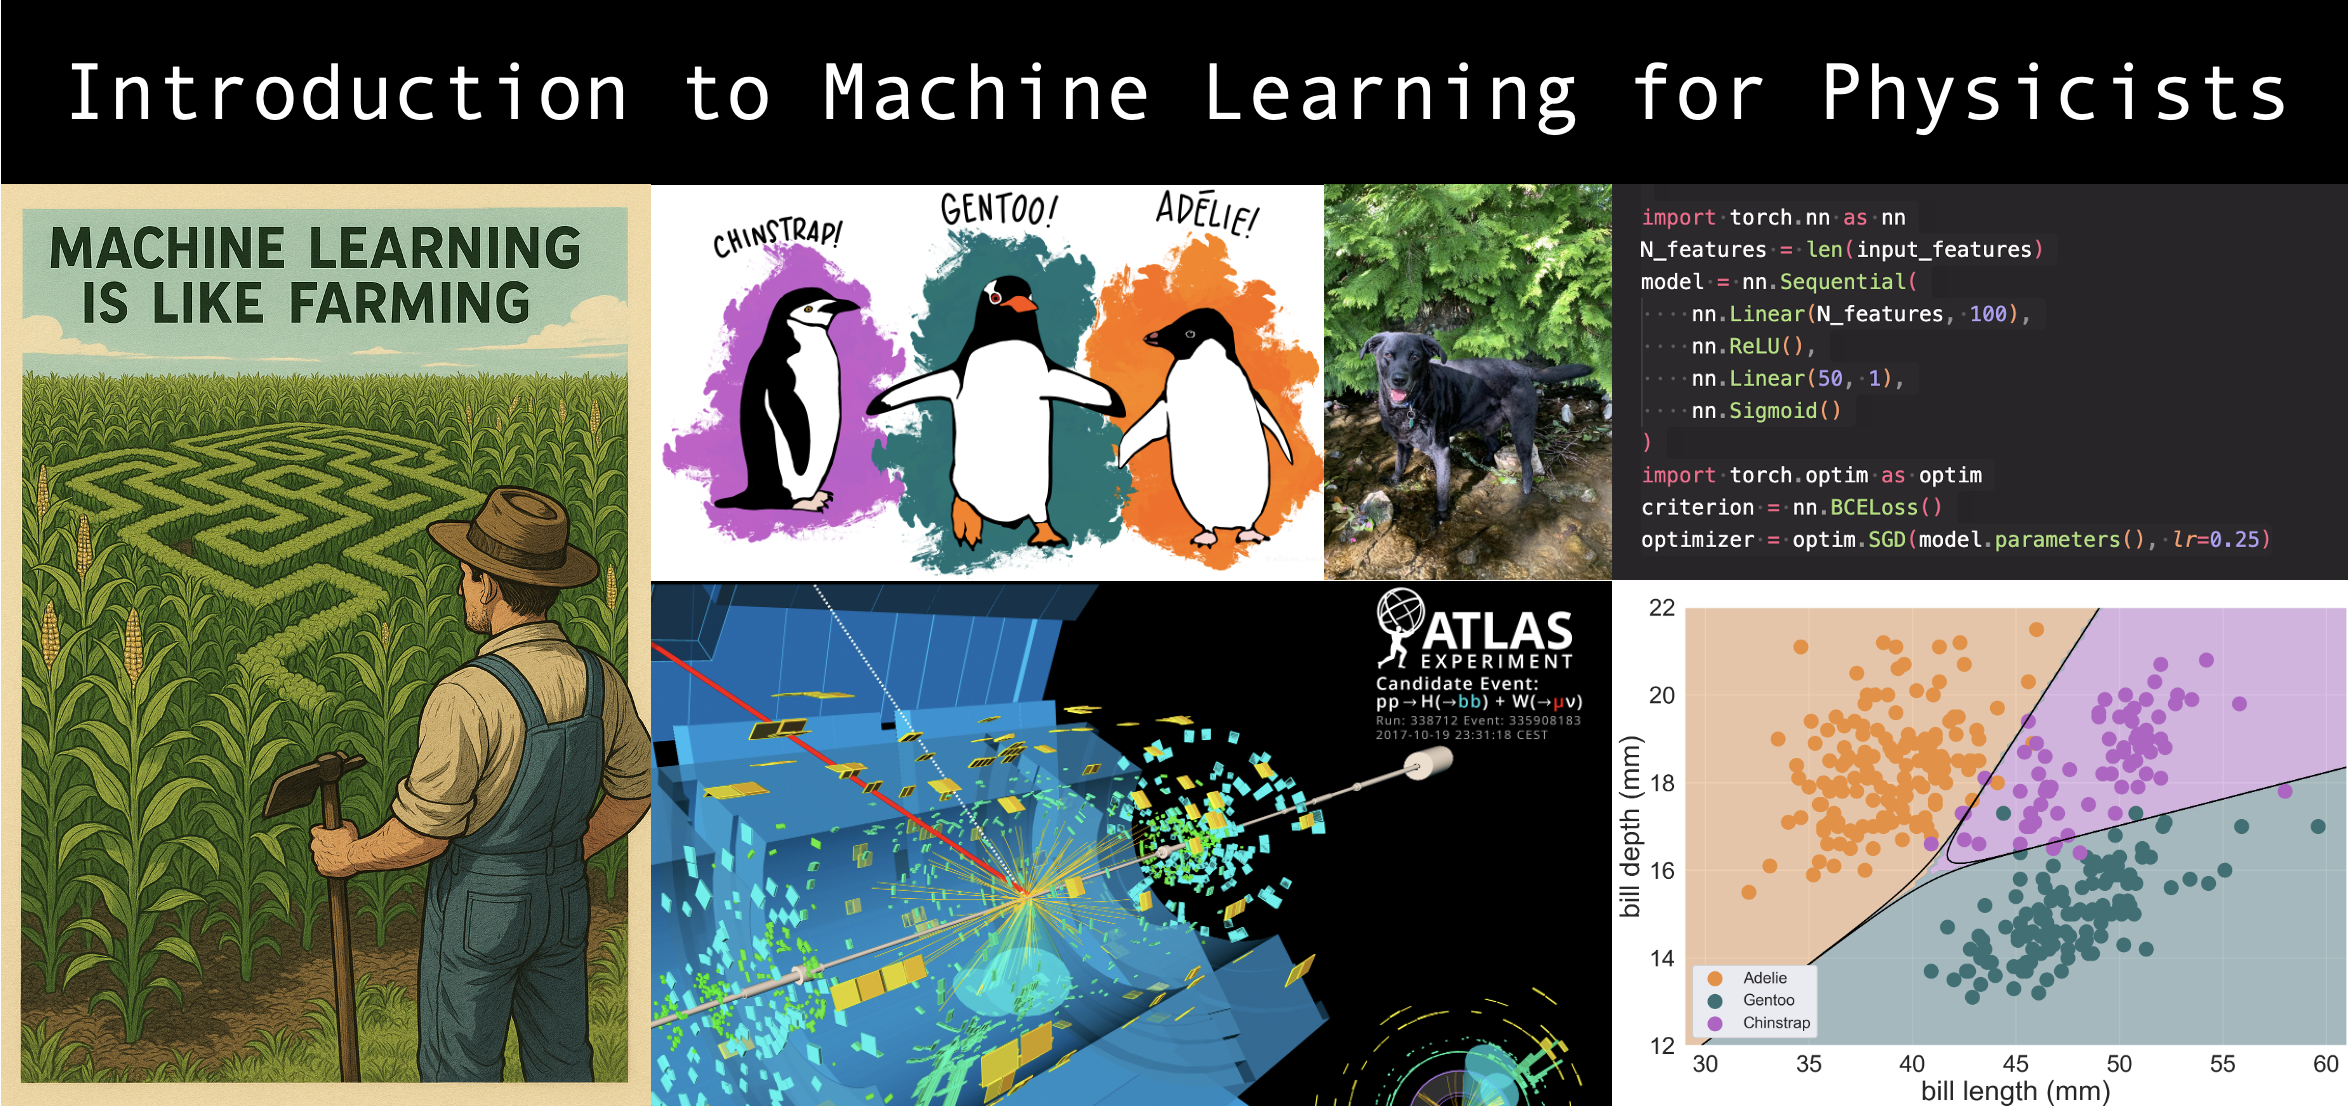 Introduction to Machine Learning for Physicists
MACHINE LEARNING
IS LIKE FARMING
CHINSTRAP!
GENTOO!
ADÉLIE!
import torch.nn as nn
N_features = len(input_features)
model = nn.Sequential(
nn.Linear(N_features, 100),
nn.ReLU(),
nn.Linear(50, 1),
nn.Sigmoid()
)
import torch.optim as optim
criterion = nn.BCELoss()
optimizer = optim.SGD(model.parameters(), lr=0.25)
ATLAS
EXPERIMENT
Candidate Event:
pp→H(→bb) + W(→μν)
Run: 338712 Event: 335908183
2017-10-19 23:31:18 CEST
22
20
18
16
14
12
bill depth (mm)
Adelie
Gentoo
Chinstrap
30 35 40 45 50 55 60
bill length (mm)